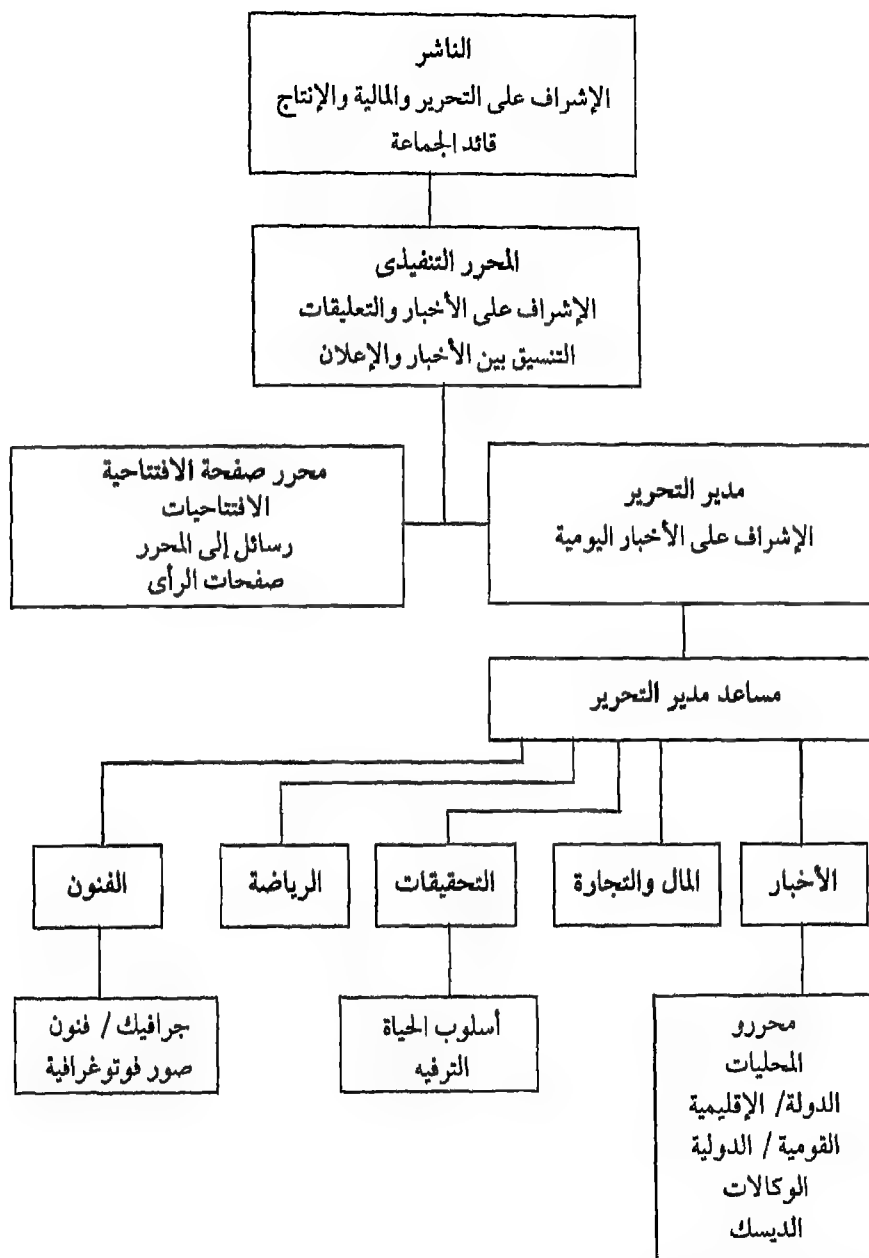 الناشر
الإشراف على التحرير والمالية والإنتاج
قائد الجماعة
المحرر التنفيذى
الإشراف على الأخبار والتعليقات
التنسيق بين الأخبار والإعلان
مدير التحرير
الإشراف على الأخبار اليومية
محرر صفحة الافتتاحية
الافتتاحيات
رسائل إلى المحرر
صفحات الرأى
مساعد مدير التحرير
الأخبار
المال والتجارة
التحقيقات
الرياضة
الفنون
محررو
المحليات
الدولة/ الإقليمية
القومية / الدولية
الوكالات
الديسك
أسلوب الحياة
الترفيه
جرافيك / فنون
صور فوتوغرافية